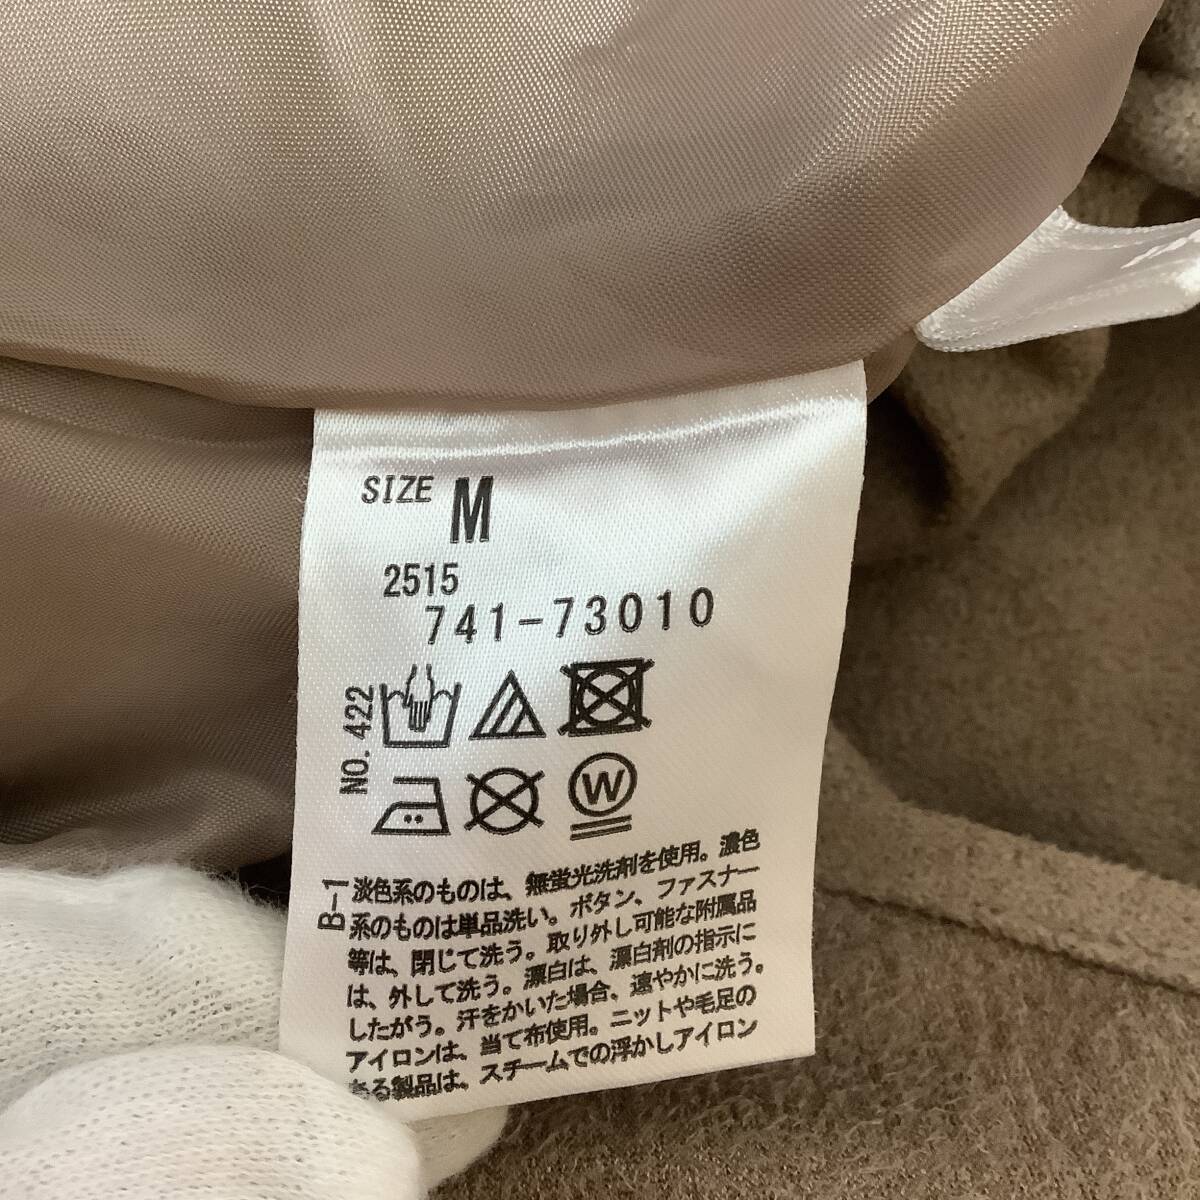 SIZE M
2515
741-73010
NO. 422
W
B-1
淡色系のものは、無蛍光洗剤を使用。濃色
系のものは単品洗い。ボタン、ファスナー
等は、閉じて洗う。取り外し可能な附属品
は、外して洗う。漂白は、漂白剤の指示に
したがう。汗をかいた場合、速やかに洗う。
アイロンは、当て布使用。ニットや毛足の
ある製品は、スチームでの浮かしアイロン